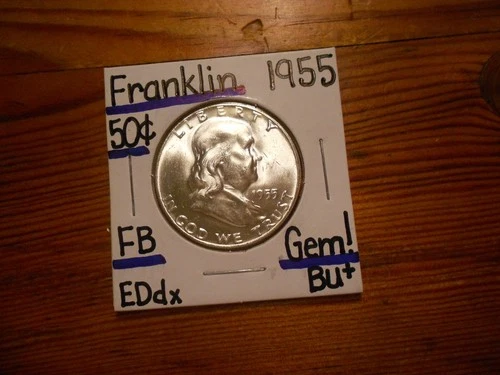 Franklin 1955
50¢
LIBERTY
1955
IN GOD WE TRUST
FB
Gem!
EDdx
BU+